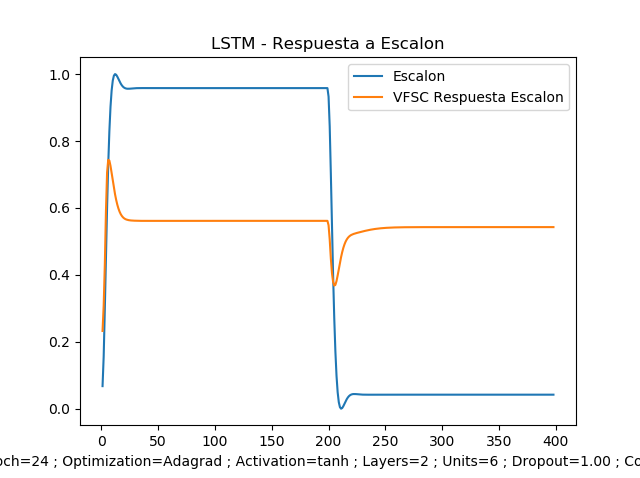 LSTM - Respuesta a Escalon
Escalon
VFSC Respuesta Escalon
1.0
0.8
0.6
0.4
0.2
0.0
0 50 100 150 200 250 300 350 400
och=24 ; Optimization=Adagrad ; Activation=tanh ; Layers=2 ; Units=6 ; Dropout=1.00 ; Co